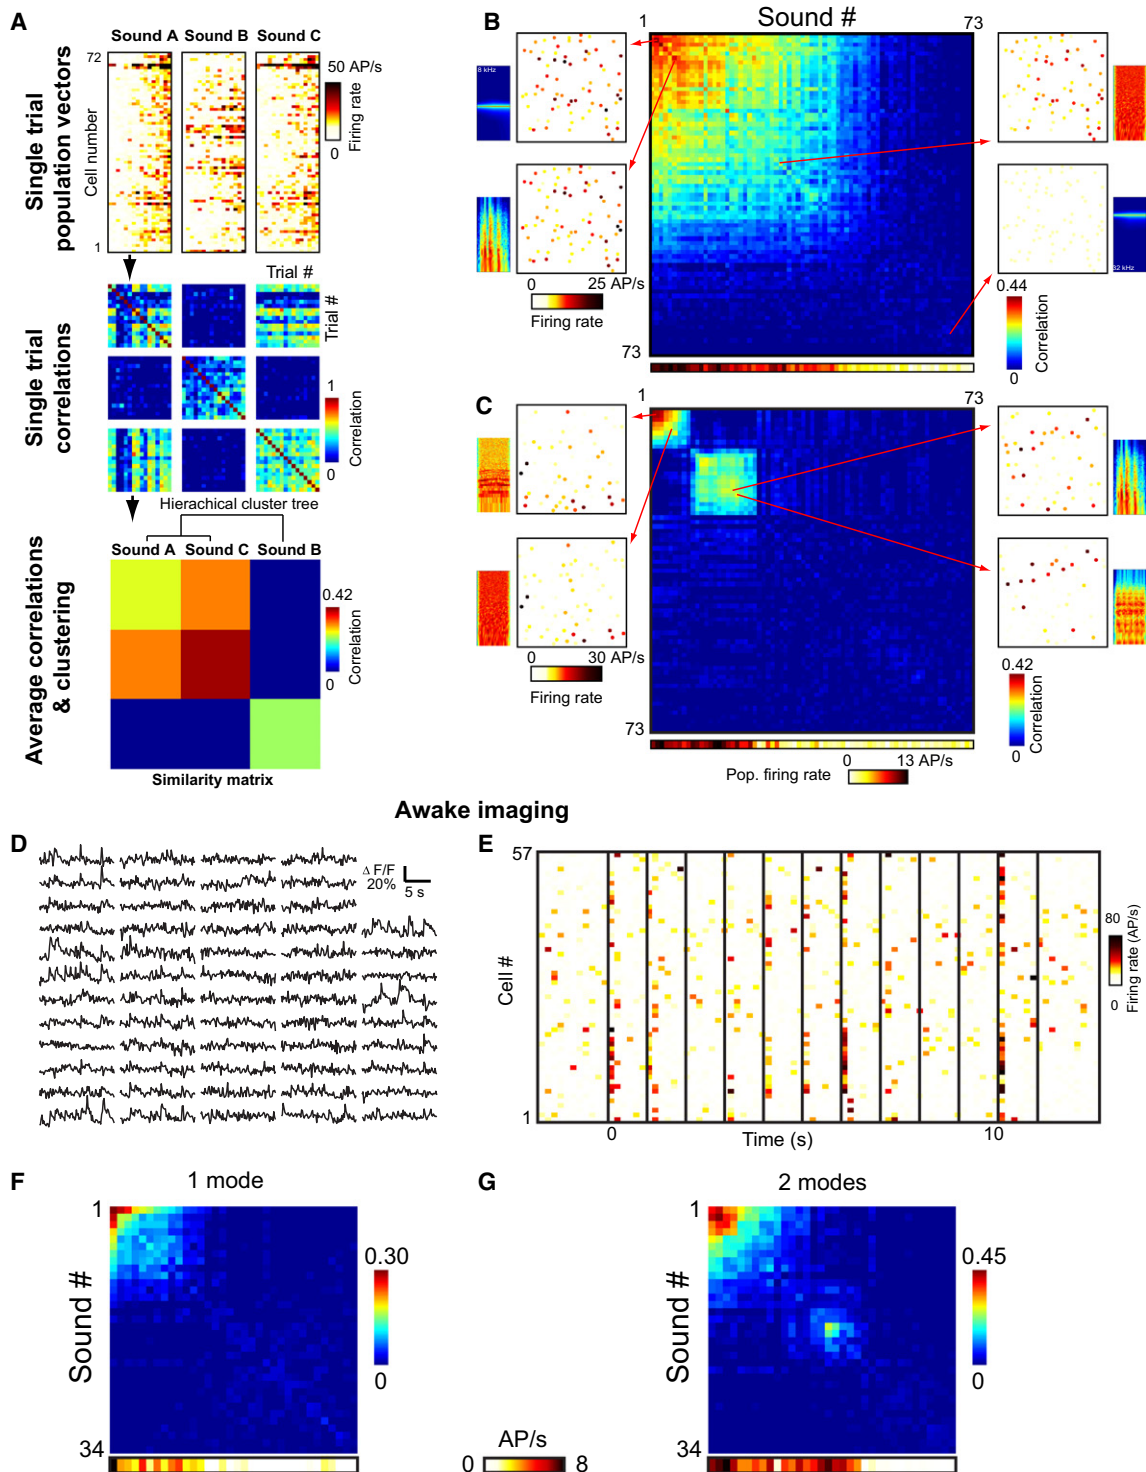 A
Sound A Sound B Sound C
72
50 AP/s
Firing rate
0
Cell number
1
Single trial
population vectors
Trial #
Trial #
Single trial
correlations
1
Correlation
0
Hierachical cluster tree
Sound A Sound C Sound B
0.42
Correlation
0
Average correlations
& clustering
Similarity matrix
B
1
Sound #
73
8 kHz
0
25 AP/s
Firing rate
32 kHz
0.44
Correlation
0
73
C
1
73
0
30 AP/s
Firing rate
0.42
Correlation
0
73
Pop. firing rate
0
13 AP/s
Awake imaging
D
Δ F/F
20%
5 s
E
57
Cell #
1
0
Time (s)
10
80
Firing rate (AP/s)
0
F
1 mode
1
Sound #
34
0.30
0
AP/s
0
8
G
2 modes
1
Sound #
34
0.45
0